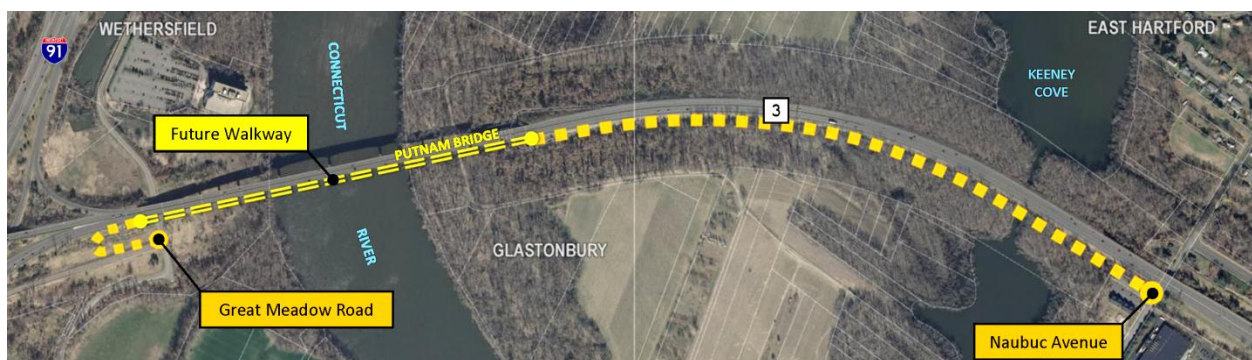 WETHERSFIELD
EAST HARTFORD
INTERSTATE
91
CONNECTICUT
RIVER
KEENEY
COVE
3
Future Walkway
PUTNAM BRIDGE
GLASTONBURY
Great Meadow Road
Naubuc Avenue